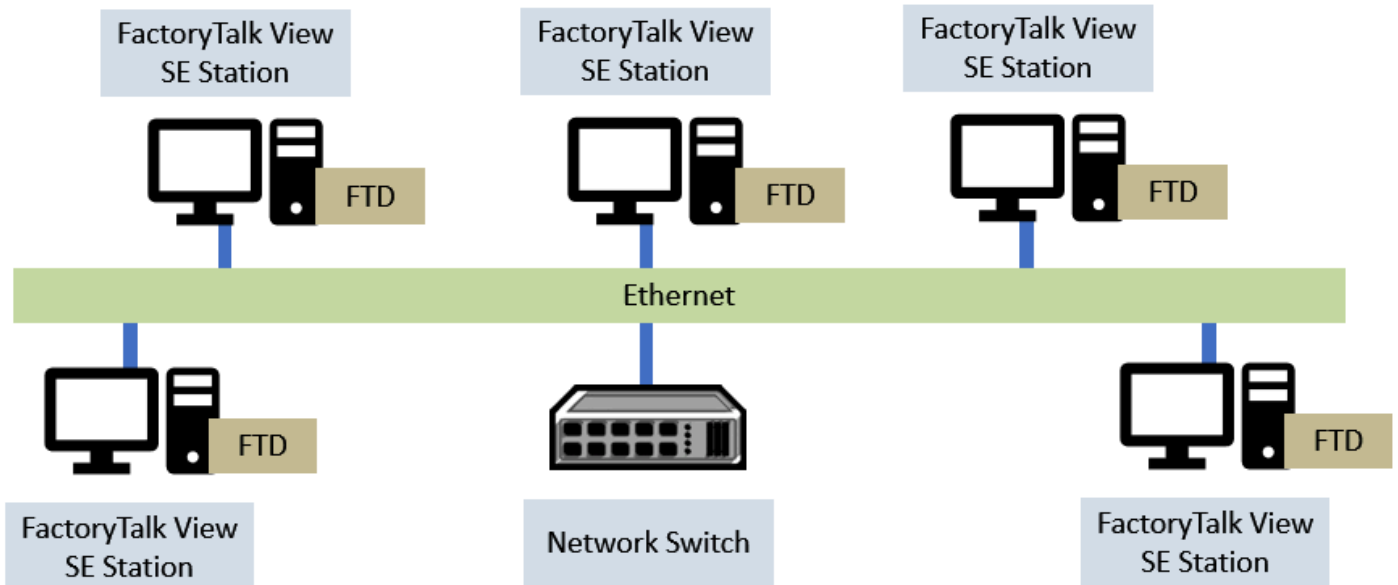 FactoryTalk View
SE Station
FactoryTalk View
SE Station
FactoryTalk View
SE Station
FTD
FTD
FTD
Ethernet
FTD
FTD
FactoryTalk View
SE Station
Network Switch
FactoryTalk View
SE Station